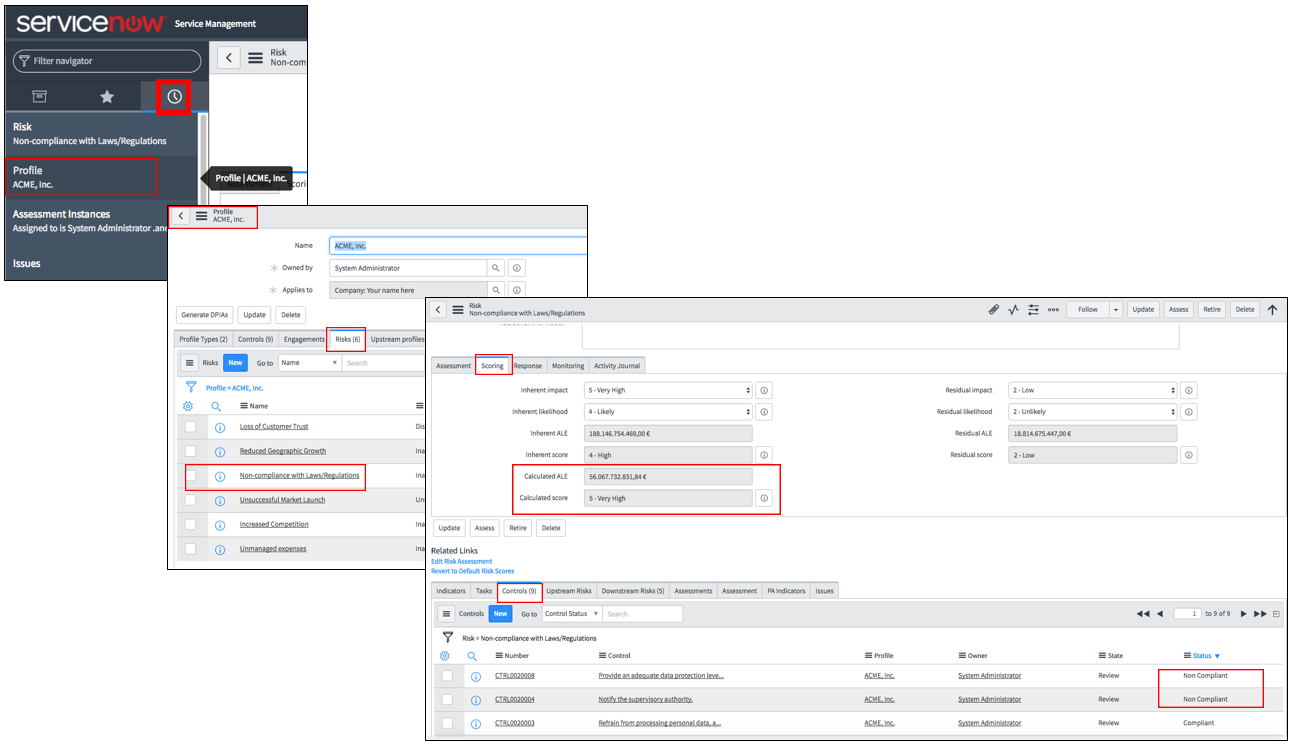 servicenow Service Management
Filter navigator
Risk
Non-com
Risk
Non-compliance with Laws/Regulations
Profile
ACME, Inc.
Profile | ACME, Inc.
Scori
Assessment Instances
Assigned to is System Administrator .and
Issues
Profile
ACME, Inc.
Name ACME, Inc.
Owned by System Administrator
Applies to Company: Your name here
Generate DPIAs Update Delete
Profile Types (2) Controls (9) Engagements Risks (6) Upstream profiles
Risks New Go to Name Search
Profile = ACME, Inc.
Name
Loss of Customer Trust Dis
Reduced Geographic Growth Ina
Non-compliance with Laws/Regulations Ina
Unsuccessful Market Launch Un
Increased Competition Ina
Unmanaged expenses Ina
Risk
Non-compliance with Laws/Regulations
Follow Update Assess Retire Delete
Assessment Scoring Response Monitoring Activity Journal
Inherent impact 5 - Very High Residual impact 2 - Low
Inherent likelihood 4 - Likely Residual likelihood 2 - Unlikely
Inherent ALE 188.146.754.469,00 € Residual ALE 18.814.675.447,00 €
Inherent score 4 - High Residual score 2 - Low
Calculated ALE 56.067.732.831,84 €
Calculated score 5 - Very High
Update Assess Retire Delete
Related Links
Edit Risk Assessment
Revert to Default Risk Scores
Indicators Tasks Controls (9) Upstream Risks Downstream Risks (5) Assessments Assessment PA Indicators Issues
Controls New Go to Control Status Search 1 to 9 of 9
Risk = Non-compliance with Laws/Regulations
Number Control Profile Owner State Status
CTRL0020008 Provide an adequate data protection leve... ACME, Inc. System Administrator Review Non Compliant
CTRL0020004 Notify the supervisory authority. ACME, Inc. System Administrator Review Non Compliant
CTRL0020003 Refrain from processing personal data, a... ACME, Inc. System Administrator Review Compliant